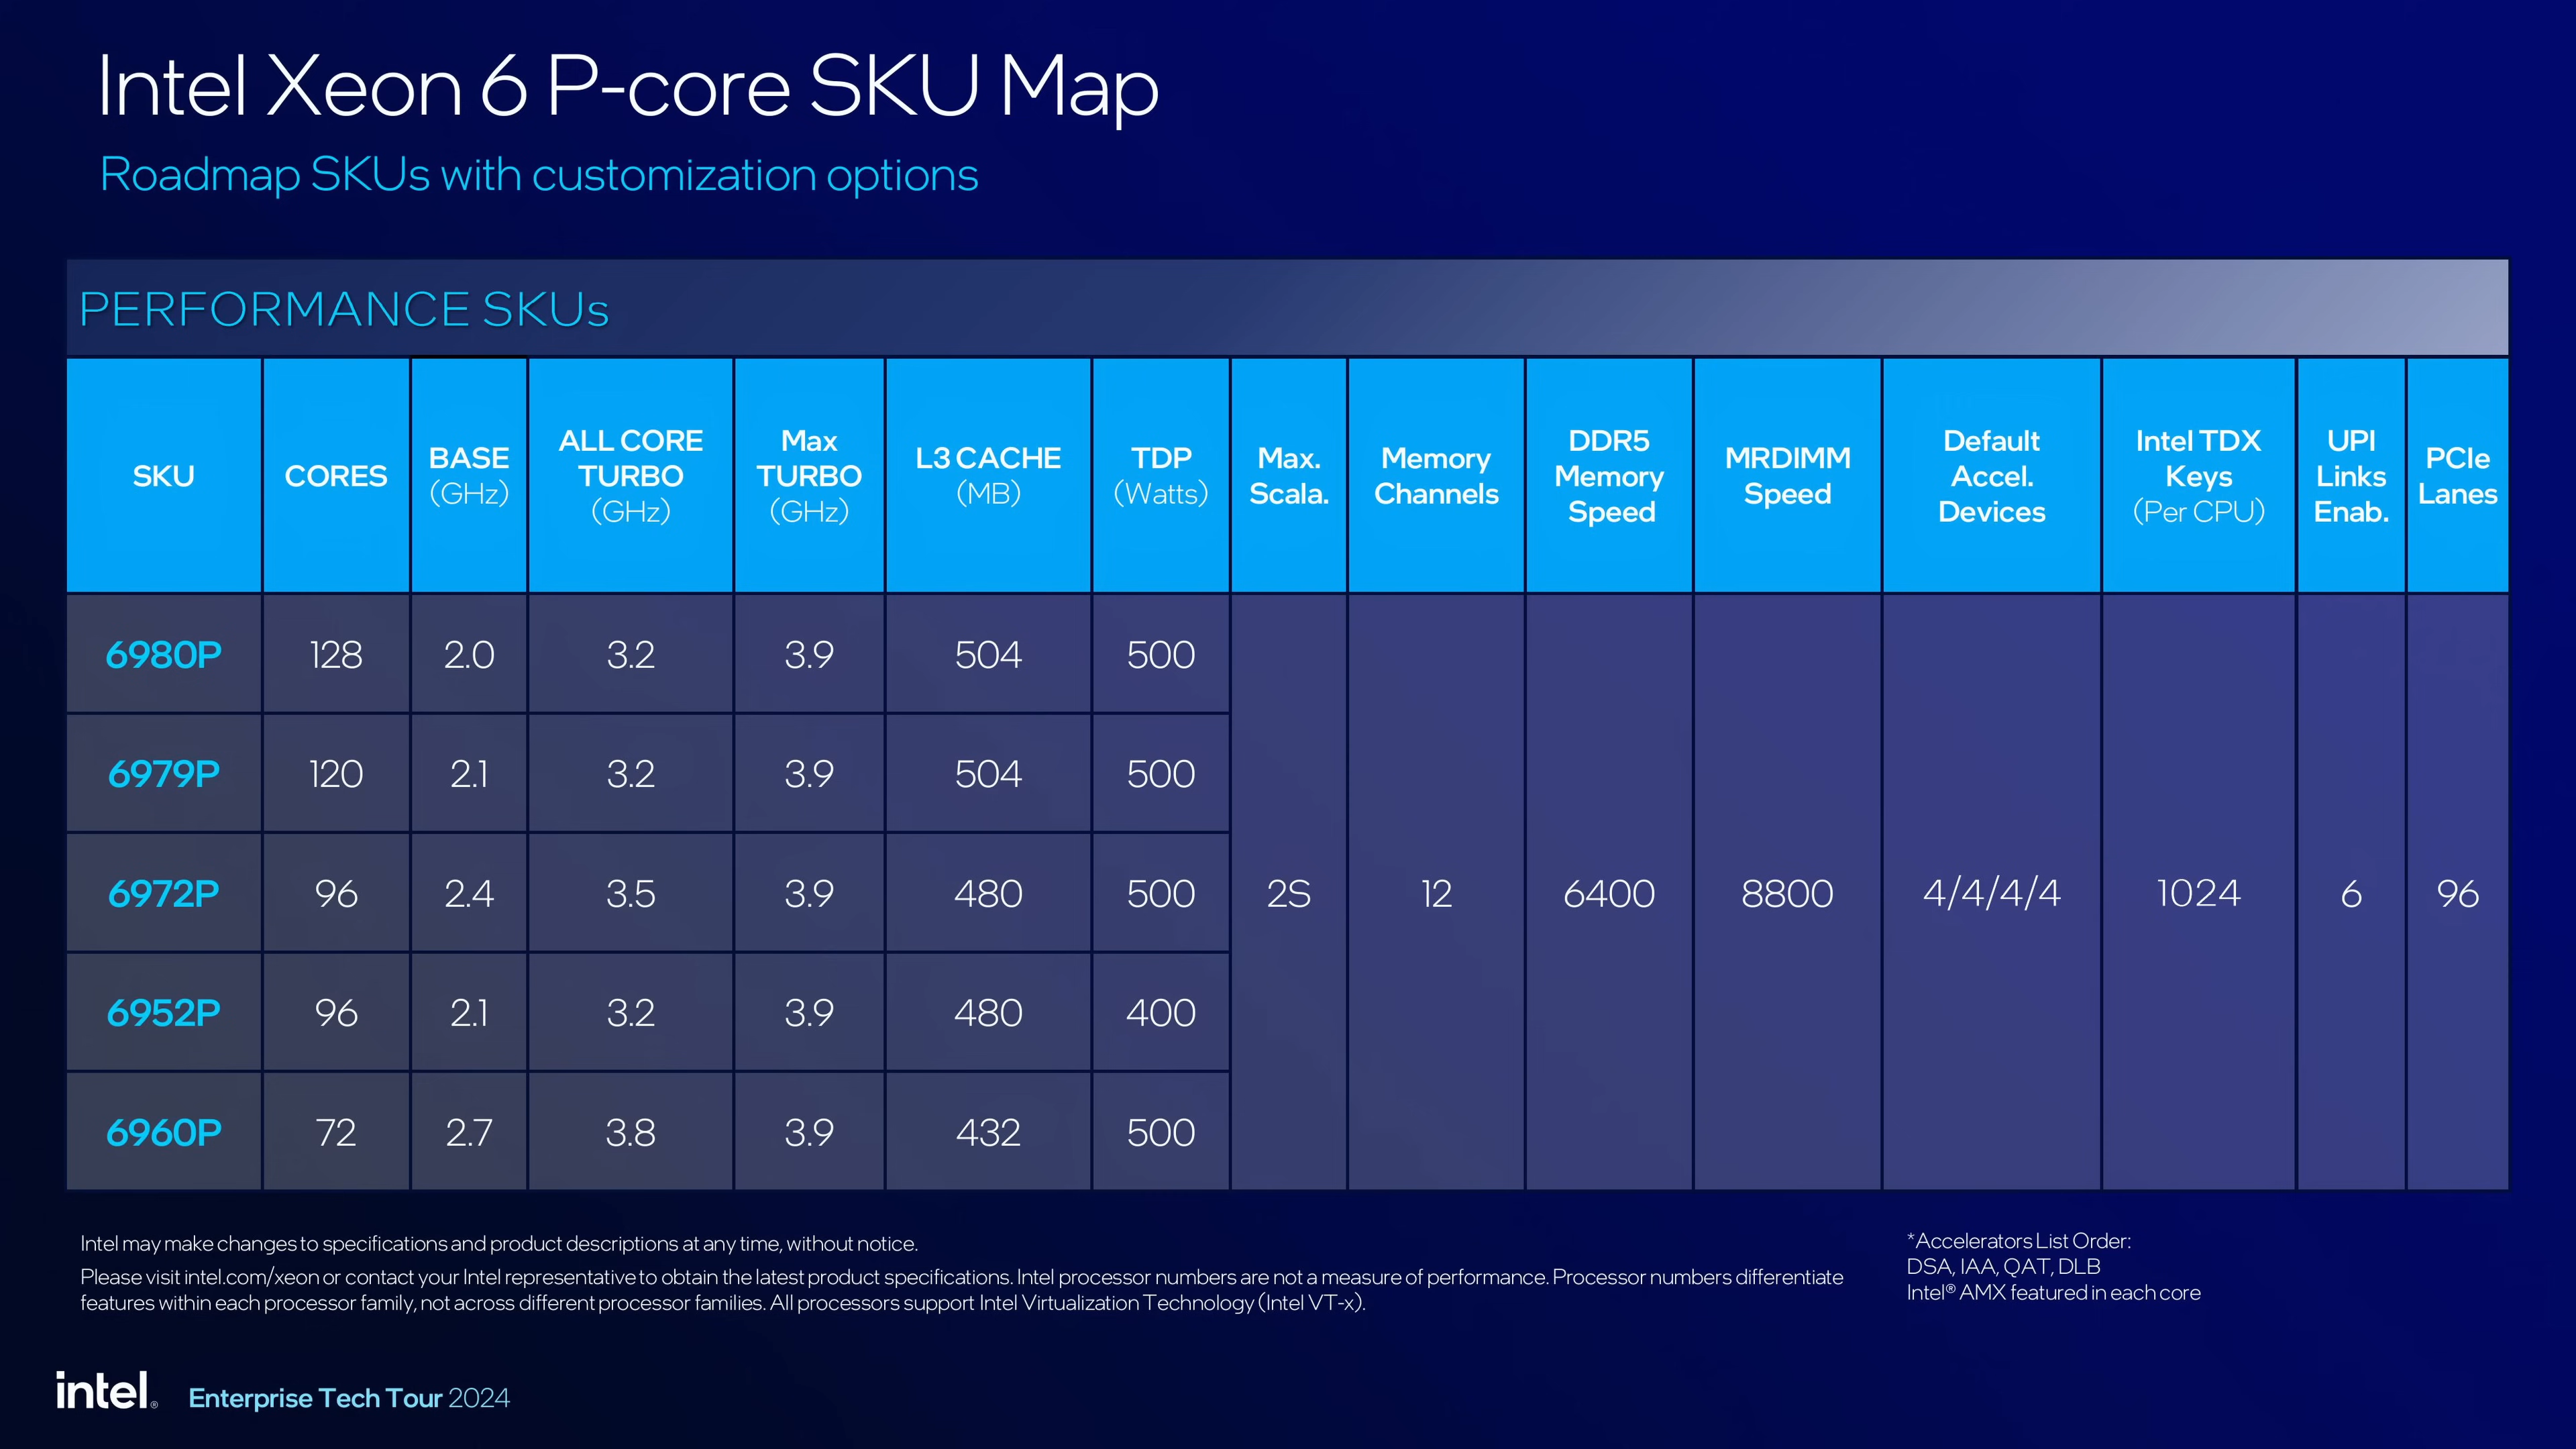 Intel Xeon 6 P-core SKU Map
Roadmap SKUs with customization options
PERFORMANCE SKUs
SKU
CORES
BASE
(GHz)
ALL CORE
TURBO
(GHz)
Max
TURBO
(GHz)
L3 CACHE
(MB)
TDP
(Watts)
Max.
Scala.
Memory
Channels
DDR5
Memory
Speed
MRDIMM
Speed
Default
Accel.
Devices
Intel TDX
Keys
(Per CPU)
UPI
Links
Enab.
PCIe
Lanes
6980P 128 2.0 3.2 3.9 504 500
6979P 120 2.1 3.2 3.9 504 500
6972P 96 2.4 3.5 3.9 480 500 2S 12 6400 8800 4/4/4/4 1024 6 96
6952P 96 2.1 3.2 3.9 480 400
6960P 72 2.7 3.8 3.9 432 500
Intel may make changes to specifications and product descriptions at any time, without notice.
Please visit intel.com/xeon or contact your Intel representative to obtain the latest product specifications. Intel processor numbers are not a measure of performance. Processor numbers differentiate
features within each processor family, not across different processor families. All processors support Intel Virtualization Technology (Intel VT-x).
*Accelerators List Order:
DSA, IAA, QAT, DLB
Intel® AMX featured in each core
intel® Enterprise Tech Tour 2024